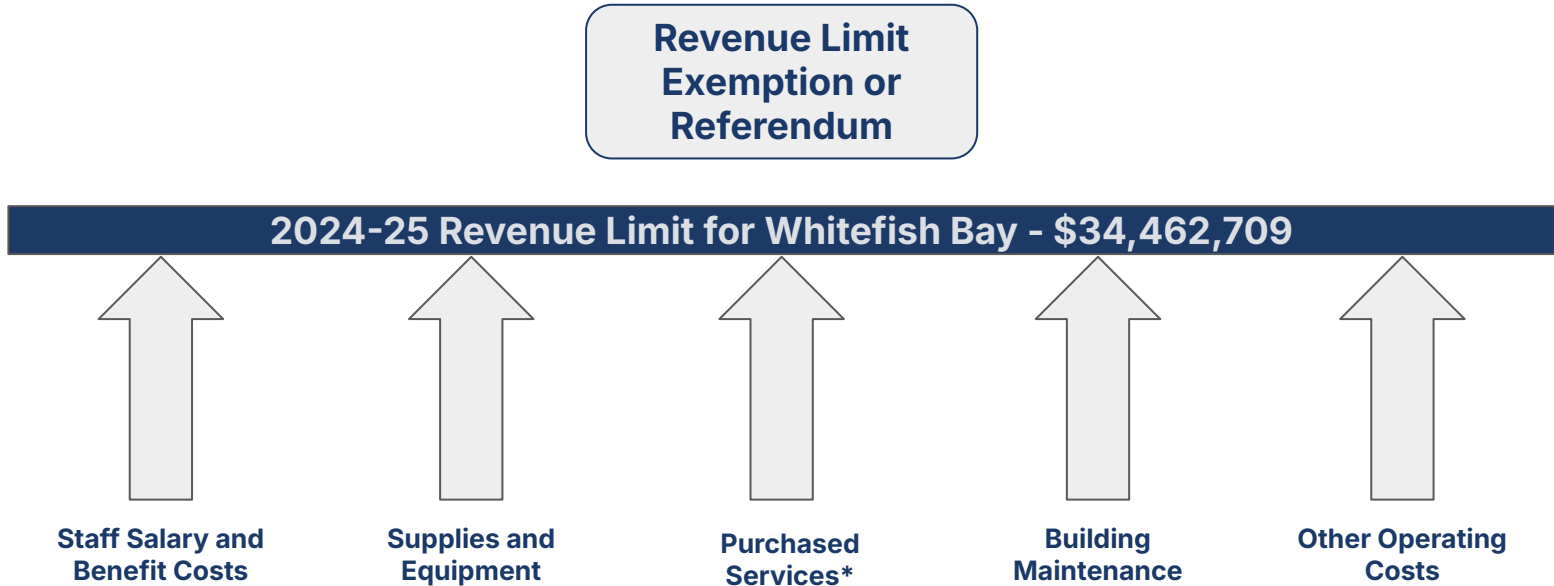 Revenue Limit
Exemption or
Referendum
2024-25 Revenue Limit for Whitefish Bay - $34,462,709
Staff Salary and
Benefit Costs
Supplies and
Equipment
Purchased
Services*
Building
Maintenance
Other Operating
Costs